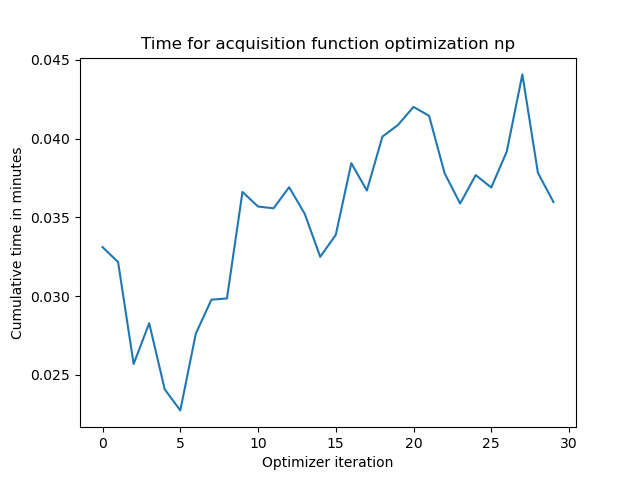 Time for acquisition function optimization np
Cumulative time in minutes
0.045
0.040
0.035
0.030
0.025
0 5 10 15 20 25 30
Optimizer iteration